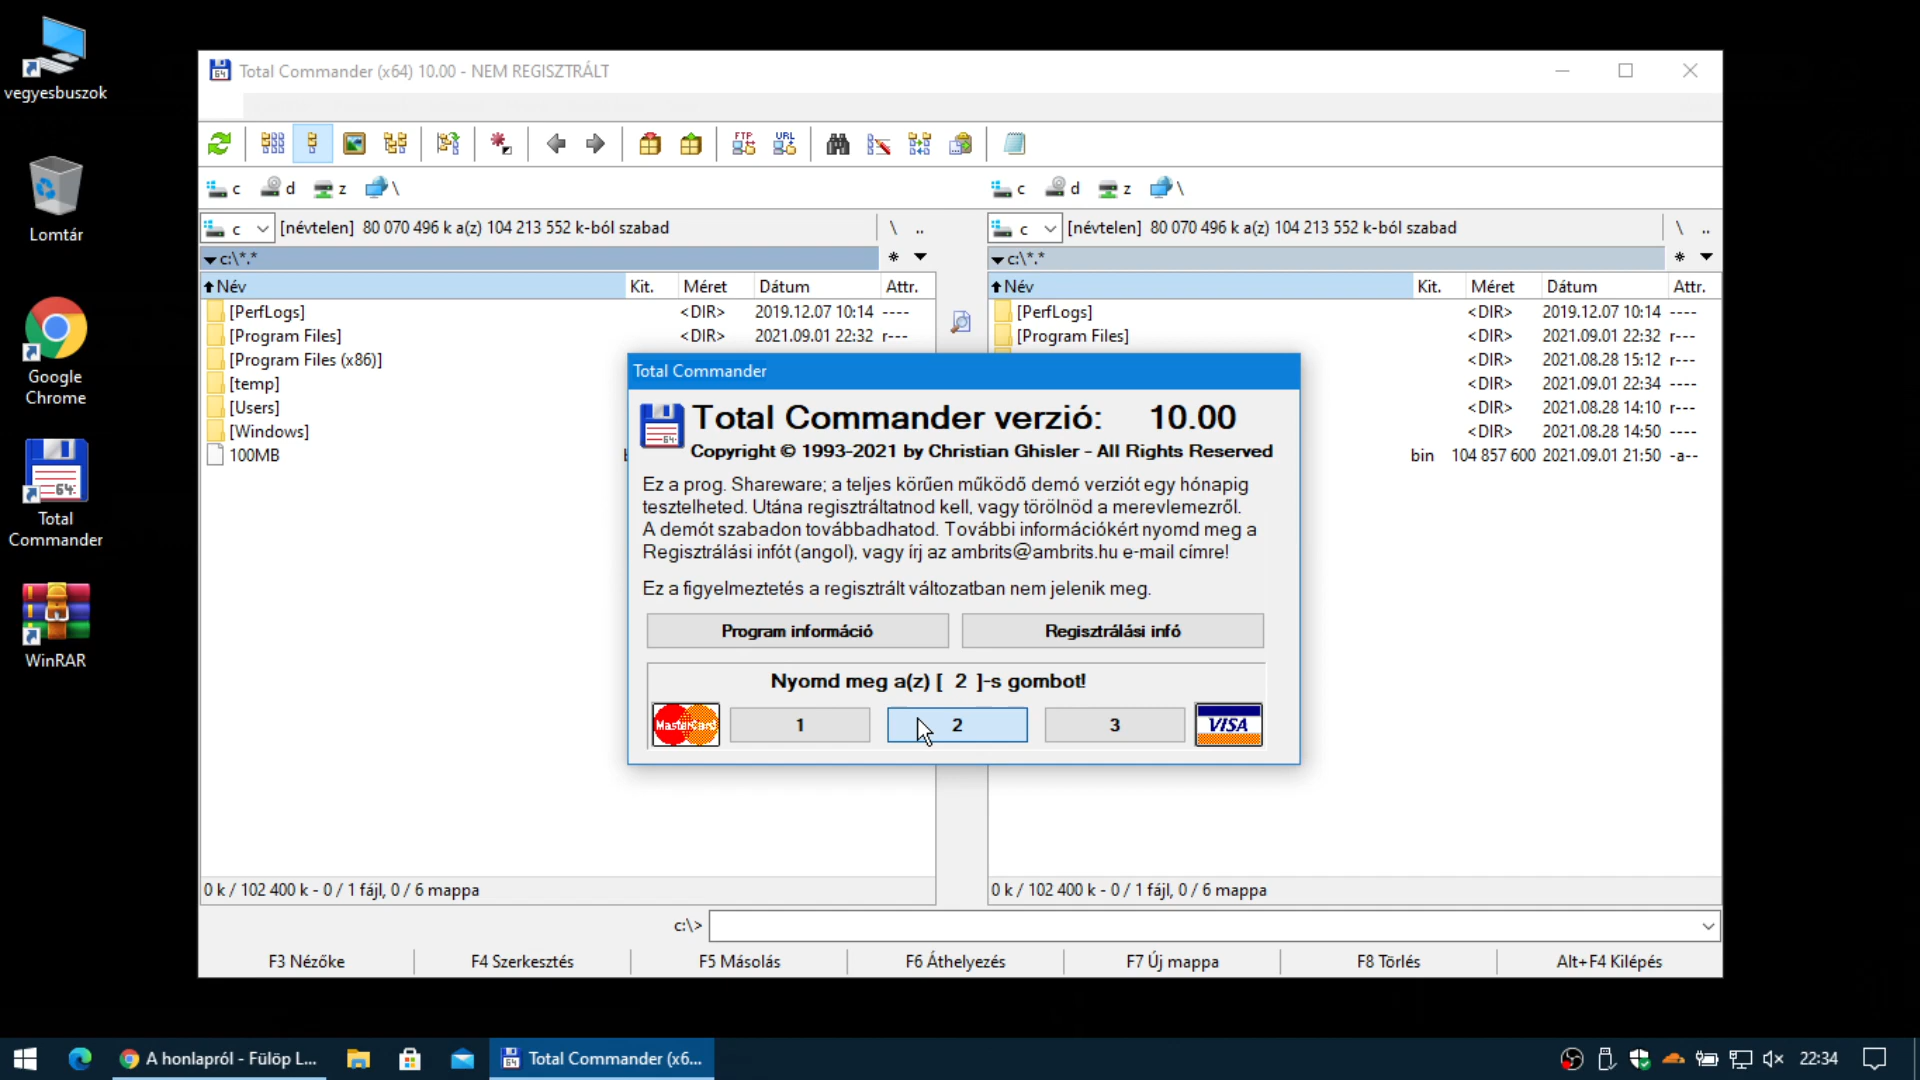 vegyesbuszok
Lomtár
Google
Chrome
Total
Commander
WinRAR
Total Commander (x64) 10.00 - NEM REGISZTRÁLT
FTP
URL
c d z \
c d z \
c [névtelen] 80 070 496 k a(z) 104 213 552 k-ból szabad \ ..
c [névtelen] 80 070 496 k a(z) 104 213 552 k-ból szabad \ ..
c:\*.* *
c:\*.* *
Név Kit. Méret Dátum Attr.
[PerfLogs] <DIR> 2019.12.07 10:14 ----
[Program Files] <DIR> 2021.09.01 22:32 r---
[Program Files (x86)]
[temp]
[Users]
[Windows]
100MB
Név Kit. Méret Dátum Attr.
[PerfLogs] <DIR> 2019.12.07 10:14 ----
[Program Files] <DIR> 2021.09.01 22:32 r---
<DIR> 2021.08.28 15:12 r---
<DIR> 2021.09.01 22:34 ----
<DIR> 2021.08.28 14:10 r---
<DIR> 2021.08.28 14:50 ----
bin 104 857 600 2021.09.01 21:50 -a--
Total Commander
64
Total Commander verzió: 10.00
Copyright © 1993-2021 by Christian Ghisler - All Rights Reserved
Ez a prog. Shareware; a teljes körűen működő demó verziót egy hónapig
tesztelheted. Utána regisztráltatnod kell, vagy törölnöd a merevlemezről.
A demót szabadon továbbadhatod. További információkért nyomd meg a
Regisztrálási infót (angol), vagy írj az ambrits@ambrits.hu e-mail címre!
Ez a figyelmeztetés a regisztrált változatban nem jelenik meg.
Program információ Regisztrálási infó
Nyomd meg a(z) [ 2 ]-s gombot!
MasterCard 1 2 3 VISA
0 k / 102 400 k - 0 / 1 fájl, 0 / 6 mappa
0 k / 102 400 k - 0 / 1 fájl, 0 / 6 mappa
c:\>
F3 Nézőke F4 Szerkesztés F5 Másolás F6 Áthelyezés F7 Új mappa F8 Törlés Alt+F4 Kilépés
A honlapról - Fülöp L... Total Commander (x6... 22:34